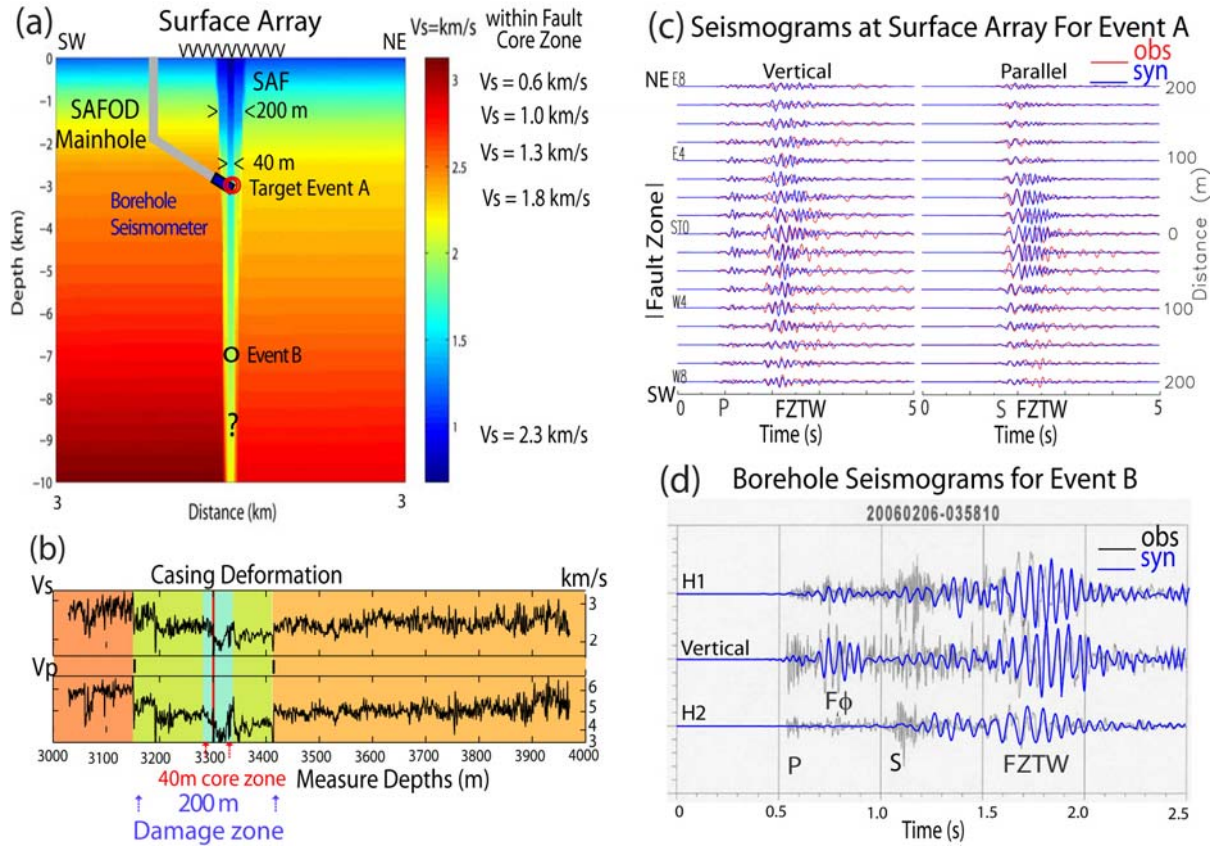 (a)
Surface Array
SW
NE
VVVVVVVVVVVV
Vs=km/s
within Fault
Core Zone
0
−1
−2
−3
−4
−5
−6
−7
−8
−9
−10
Depth (km)
SAF
>200 m<
SAFOD
Mainhole
> < 40 m
Target Event A
Borehole
Seismometer
Event B
?
3
3
Distance (km)
3
2.5
2
1.5
1
Vs = 0.6 km/s
Vs = 1.0 km/s
Vs = 1.3 km/s
Vs = 1.8 km/s
Vs = 2.3 km/s
(b)
Casing Deformation
Vs
km/s
3
2
Vp
6
5
4
3
3000 3100 3200 3300 3400 3500 3600 3700 3800 3900 4000
40m core zone
Measure Depths (m)
200 m
Damage zone
(c) Seismograms at Surface Array For Event A
obs
syn
Vertical
Parallel
NE E8
E4
ST0
W4
W8
SW
|Fault Zone|
200
100
0
100
200
Distance (m)
0 P FZTW 5
0 S FZTW 5
Time (s)
Time (s)
(d) Borehole Seismograms for Event B
20060206-035810
obs
syn
H1
Vertical
Fϕ
H2
P
S
FZTW
0 0.5 1.0 1.5 2.0 2.5
Time (s)